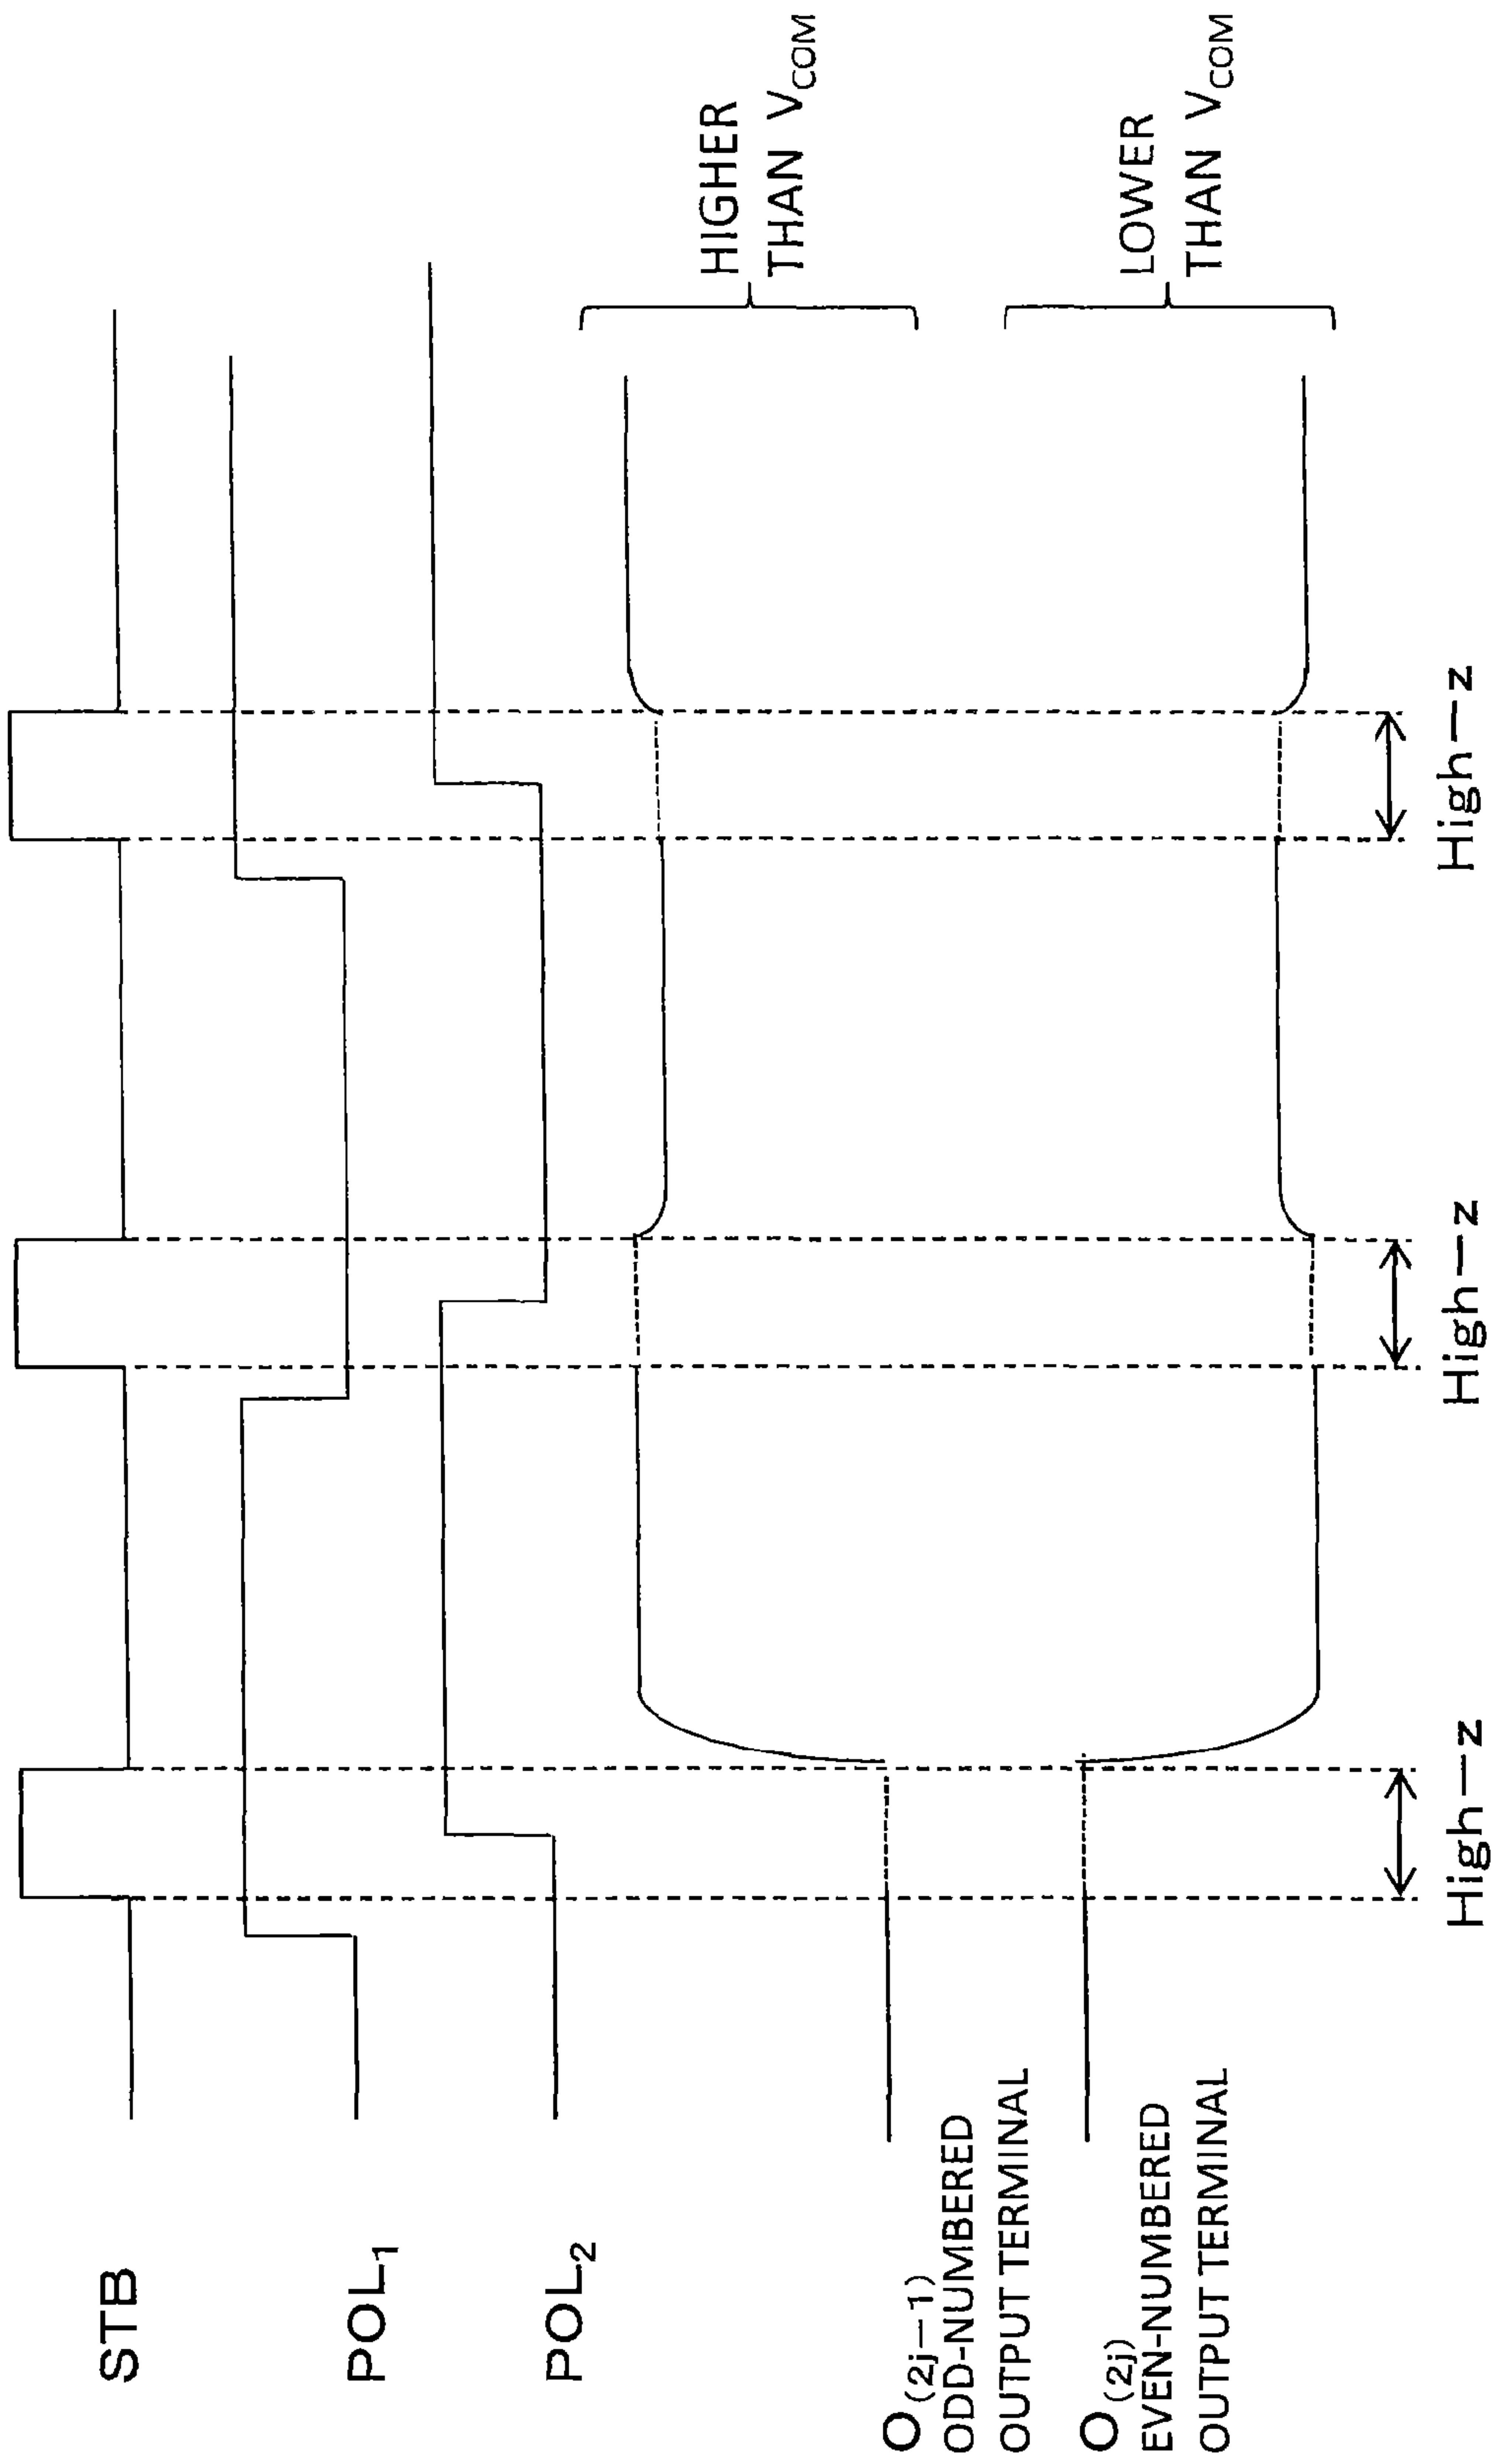 STB
POL1
POL2
O(2j−1)
ODD-NUMBERED
OUTPUT TERMINAL
O(2j)
EVEN-NUMBERED
OUTPUT TERMINAL
HIGHER
THAN VCOM
LOWER
THAN VCOM
High−z
High−z
High−z